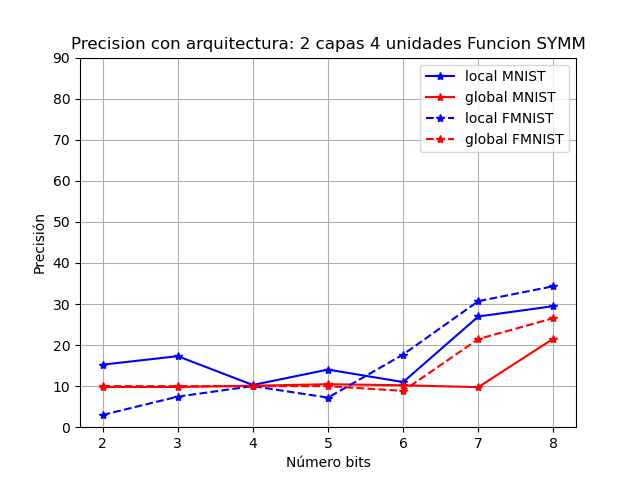 Precision con arquitectura: 2 capas 4 unidades Funcion SYMM
local MNIST
global MNIST
local FMNIST
global FMNIST
Precisión
90
80
70
60
50
40
30
20
10
0
2 3 4 5 6 7 8
Número bits